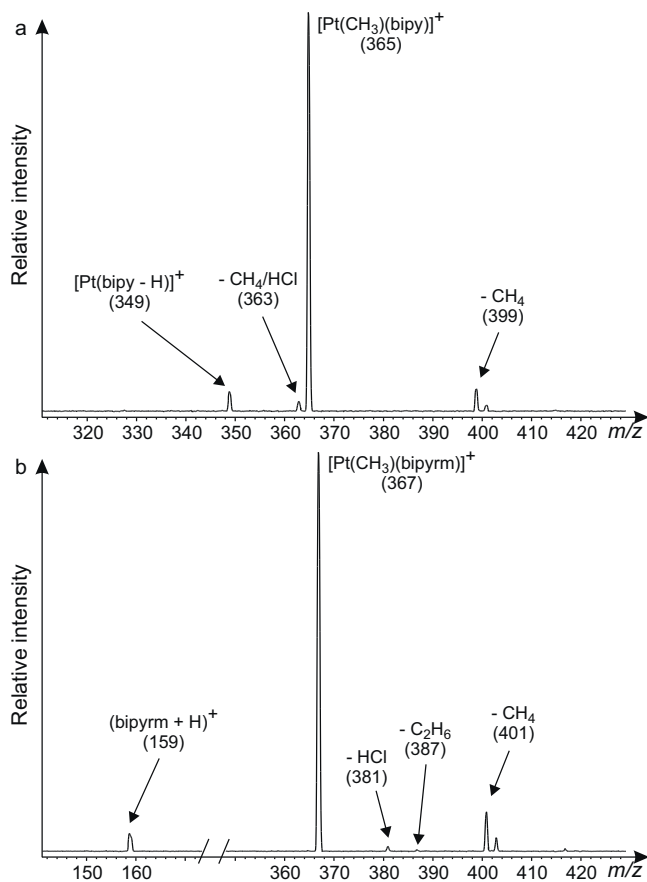 a
Relative intensity
[Pt(CH₃)(bipy)]⁺
(365)
[Pt(bipy - H)]⁺
(349)
- CH₄/HCl
(363)
- CH₄
(399)
320 330 340 350 360 370 380 390 400 410 420 m/z
b
Relative intensity
[Pt(CH₃)(bipyrm)]⁺
(367)
(bipyrm + H)⁺
(159)
- HCl
(381)
- C₂H₆
(387)
- CH₄
(401)
150 160 360 370 380 390 400 410 420 m/z